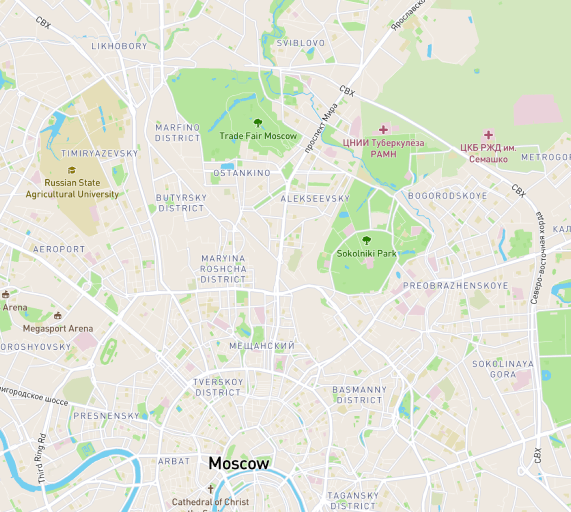 СВХ
LIKHOBORY
SVIBLOVO
Ярославско
СВХ
проспект Мира
MARFINO
DISTRICT
Trade Fair Moscow
ЦНИИ Туберкулеза
РАМН
ЦКБ РЖД им.
Семашко
TIMIRYAZEVSKY
METROGOR
Russian State
Agricultural University
OSTANKINO
СВХ
BUTYRSKY
DISTRICT
ALEKSEEVSKY
BOGORODSKOYE
КАЛ
AEROPORT
Sokolniki Park
Северо-восточная хорда
MARYINA
ROSHCHA
DISTRICT
PREOBRAZHENSKOYE
Arena
Megasport Arena
OROSHYOVSKY
МЕЩАНСКИЙ
SOKOLINAYA
GORA
TVERSKOY
DISTRICT
BASMANNY
DISTRICT
игородское шоссе
PRESNENSKY
Third Ring Rd
СВХ
ARBAT
Moscow
Cathedral of Christ
TAGANSKY
DISTRICT